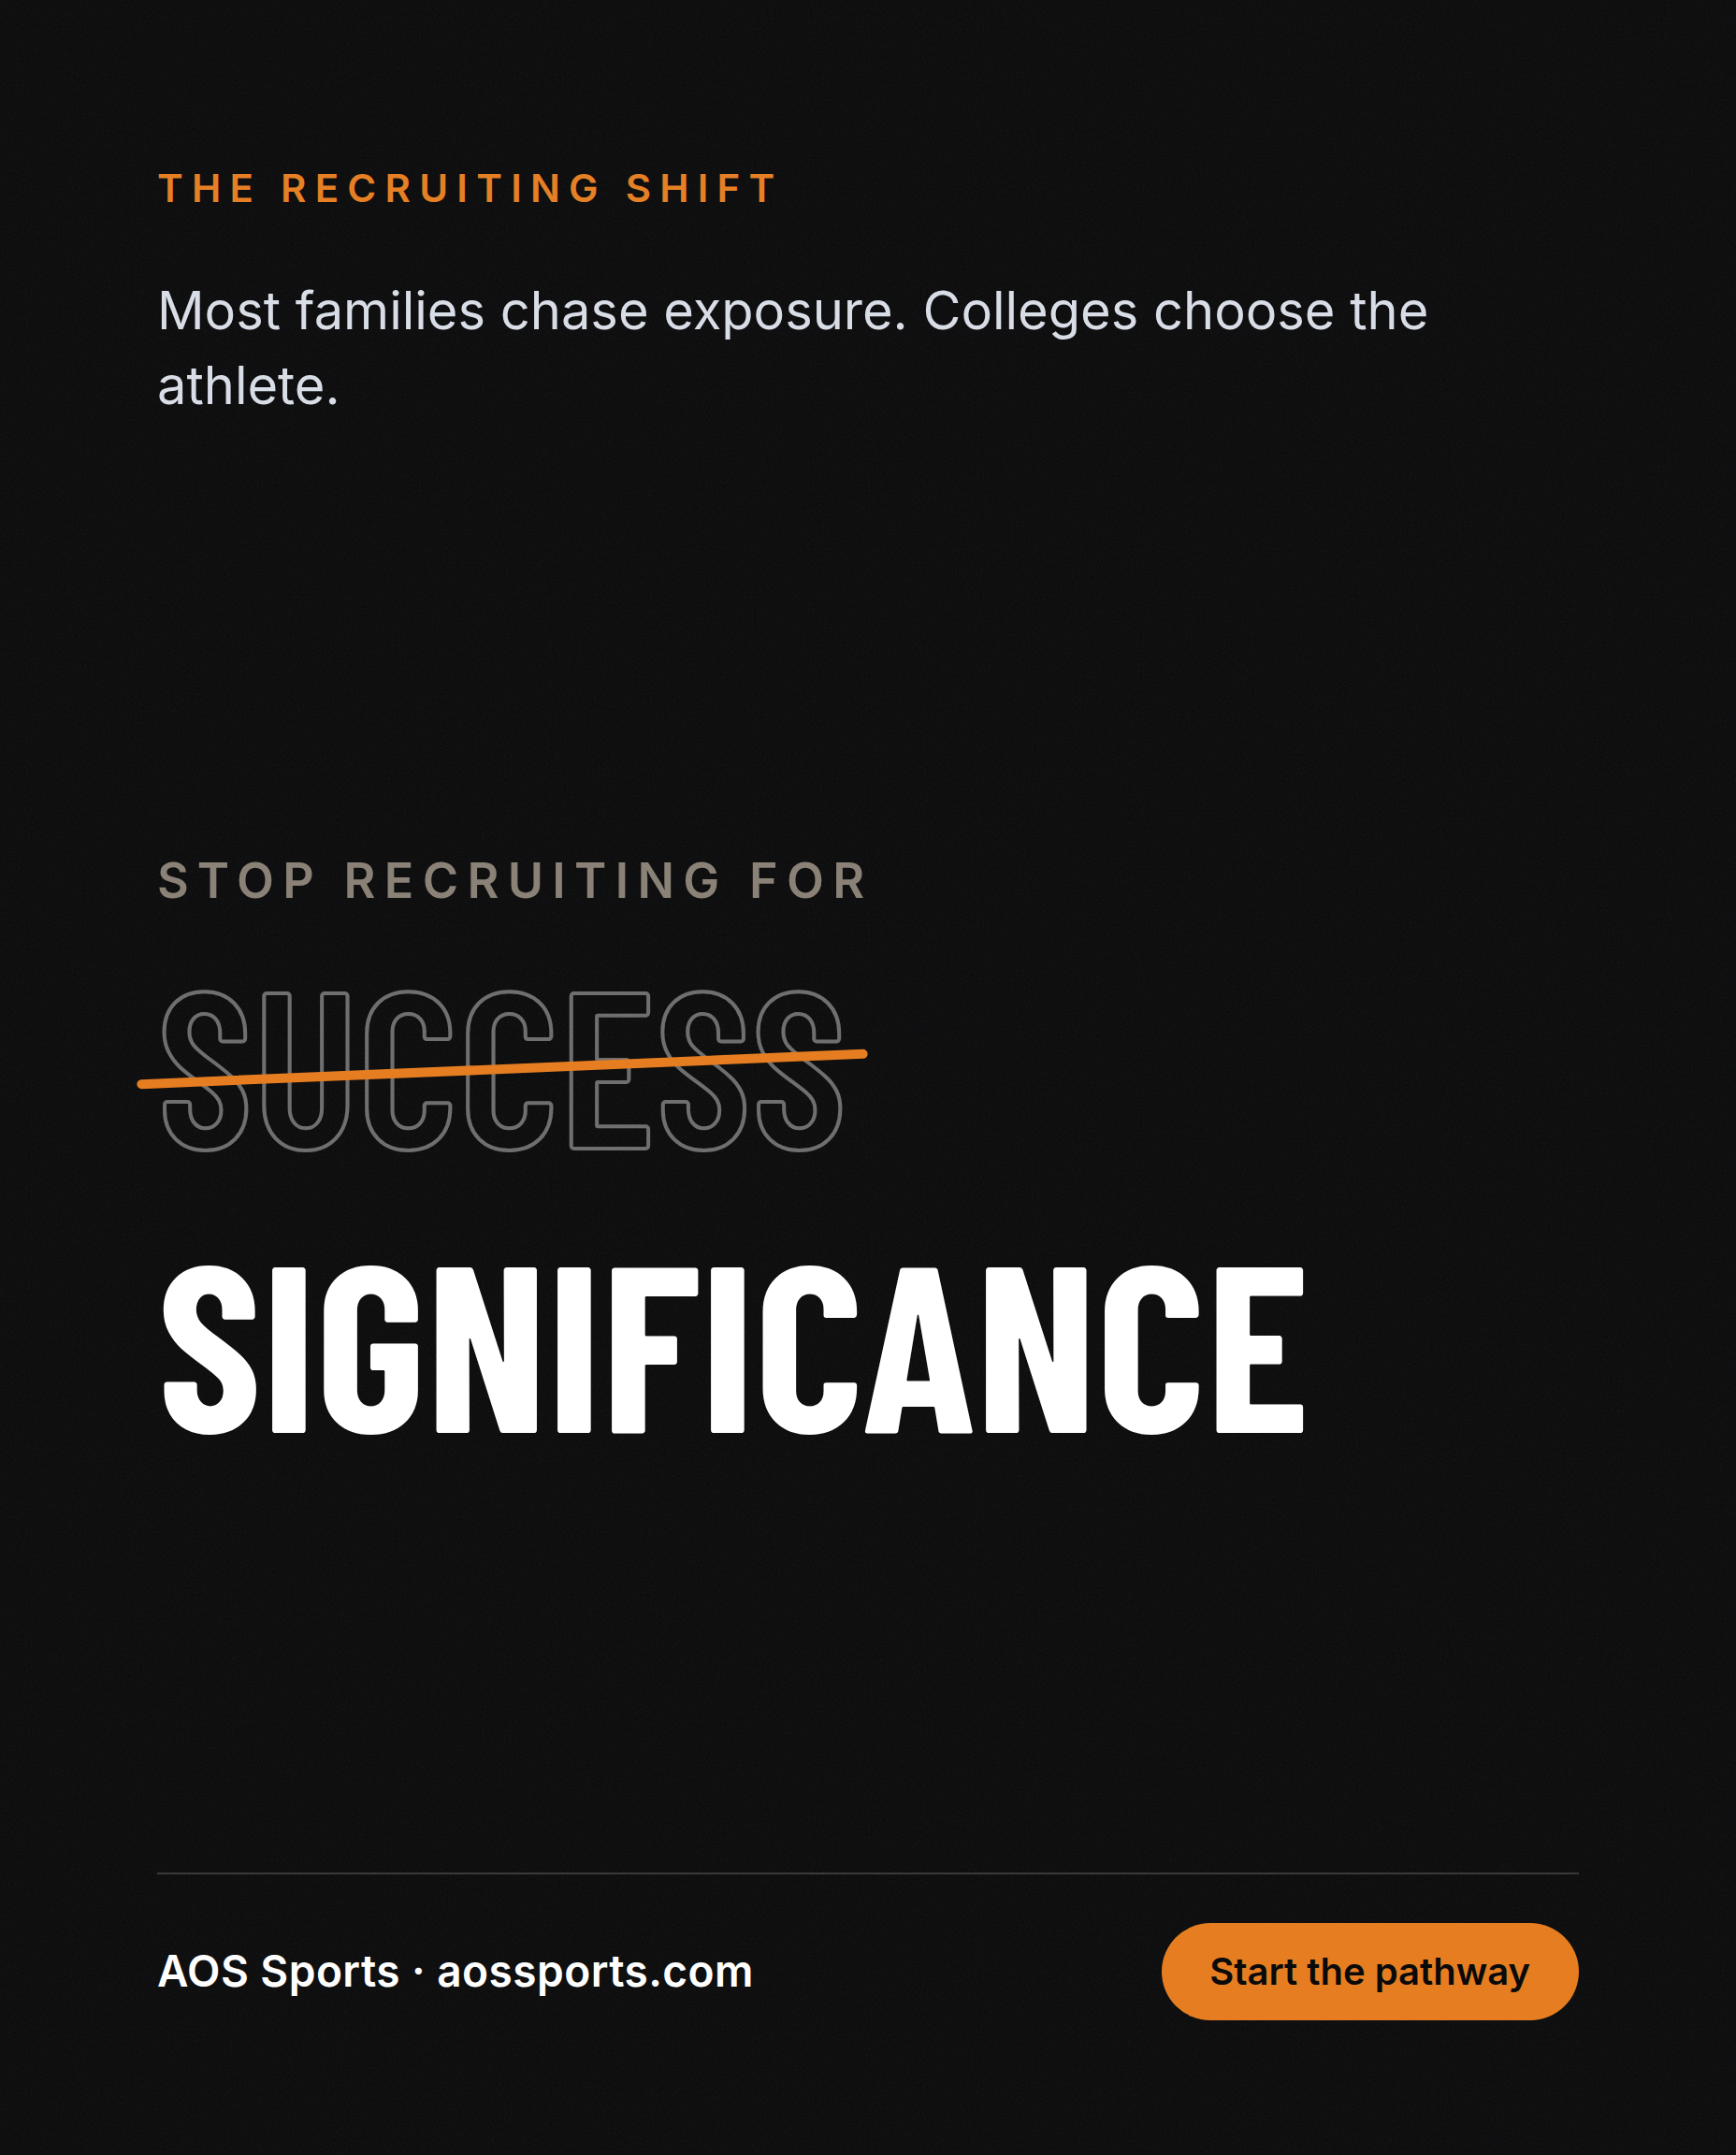 THE RECRUITING SHIFT
Most families chase exposure. Colleges choose the
athlete.
STOP RECRUITING FOR
SUCCESS
SIGNIFICANCE
AOS Sports · aossports.com
Start the pathway